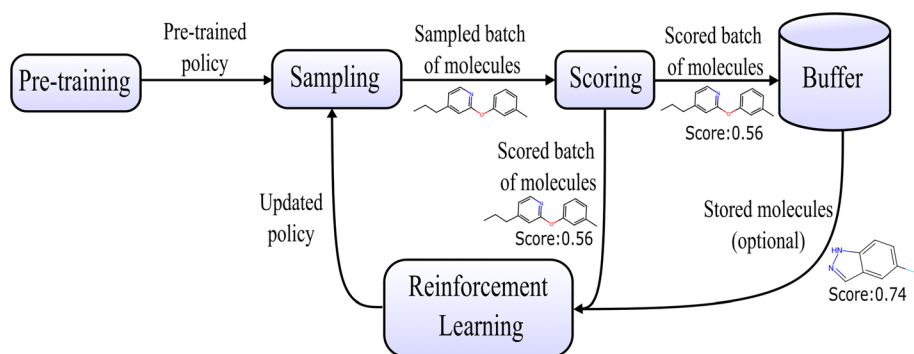 Pre-training
Pre-trained
policy
Sampling
Sampled batch
of molecules
N
O
Scoring
Scored batch
of molecules
N
O
Score:0.56
Buffer
Scored batch
of molecules
N
O
Score:0.56
Updated
policy
Stored molecules
(optional)
HN
N
Score:0.74
Reinforcement
Learning